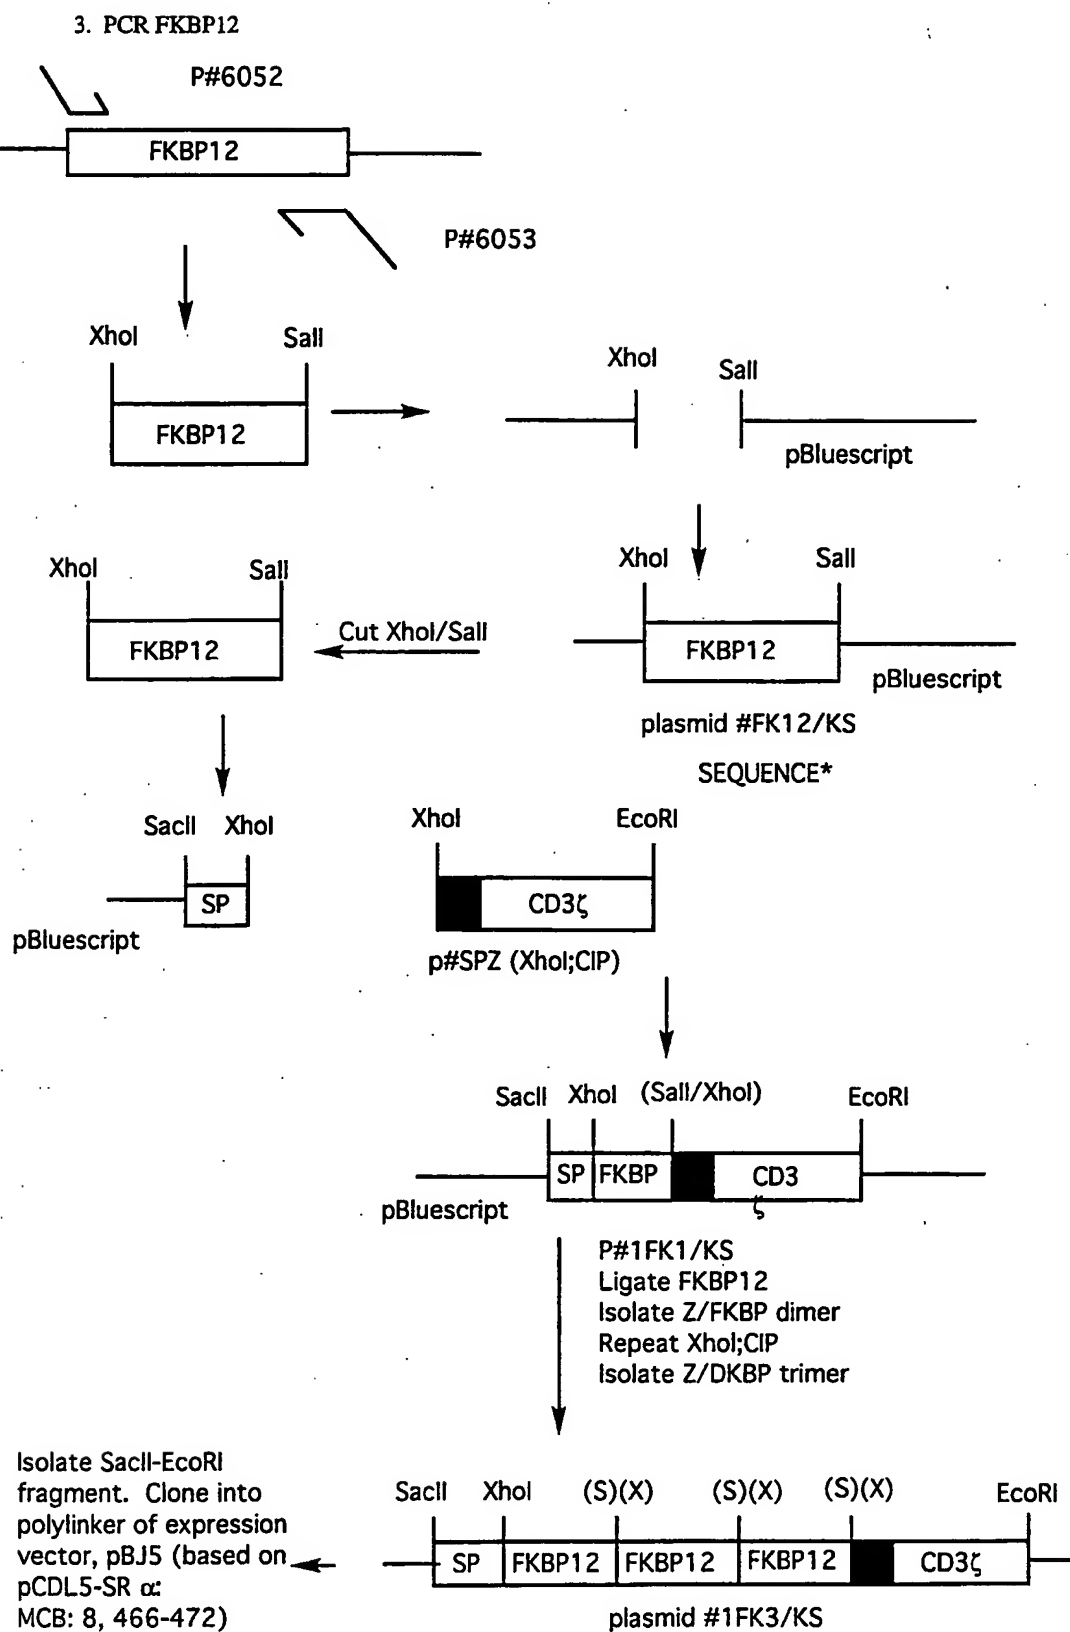 3. PCR FKBP12
P#6052
FKBP12
P#6053
XhoI SalI
FKBP12
XhoI SalI
pBluescript
XhoI SalI
FKBP12
pBluescript
plasmid #FK12/KS
SEQUENCE*
Cut XhoI/SalI
XhoI SalI
FKBP12
SacII XhoI
SP
pBluescript
XhoI EcoRI
CD3ζ
p#SPZ (XhoI;CIP)
SacII XhoI (SalI/XhoI) EcoRI
SP FKBP CD3
ζ
pBluescript
P#1FK1/KS
Ligate FKBP12
Isolate Z/FKBP dimer
Repeat XhoI;CIP
Isolate Z/DKBP trimer
SacII XhoI (S)(X) (S)(X) (S)(X) EcoRI
SP FKBP12 FKBP12 FKBP12 CD3ζ
plasmid #1FK3/KS
Isolate SacII-EcoRI
fragment. Clone into
polylinker of expression
vector, pBJ5 (based on
pCDL5-SR α:
MCB: 8, 466-472)